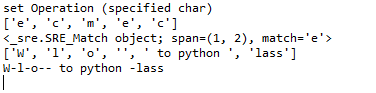 set Operation (specified char)
['e', 'c', 'm', 'e', 'c']
<_sre.SRE_Match object; span=(1, 2), match='e'>
['W', 'l', 'o', '', ' to python ', 'lass']
W-l-o-- to python -lass